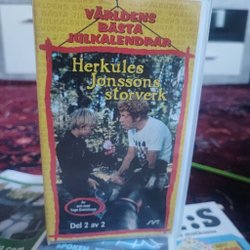 VÄRLDENS
BÄSTA
JULKALENDRAR
Herkules
Jonssons
storverk
Del 2 av 2
:S